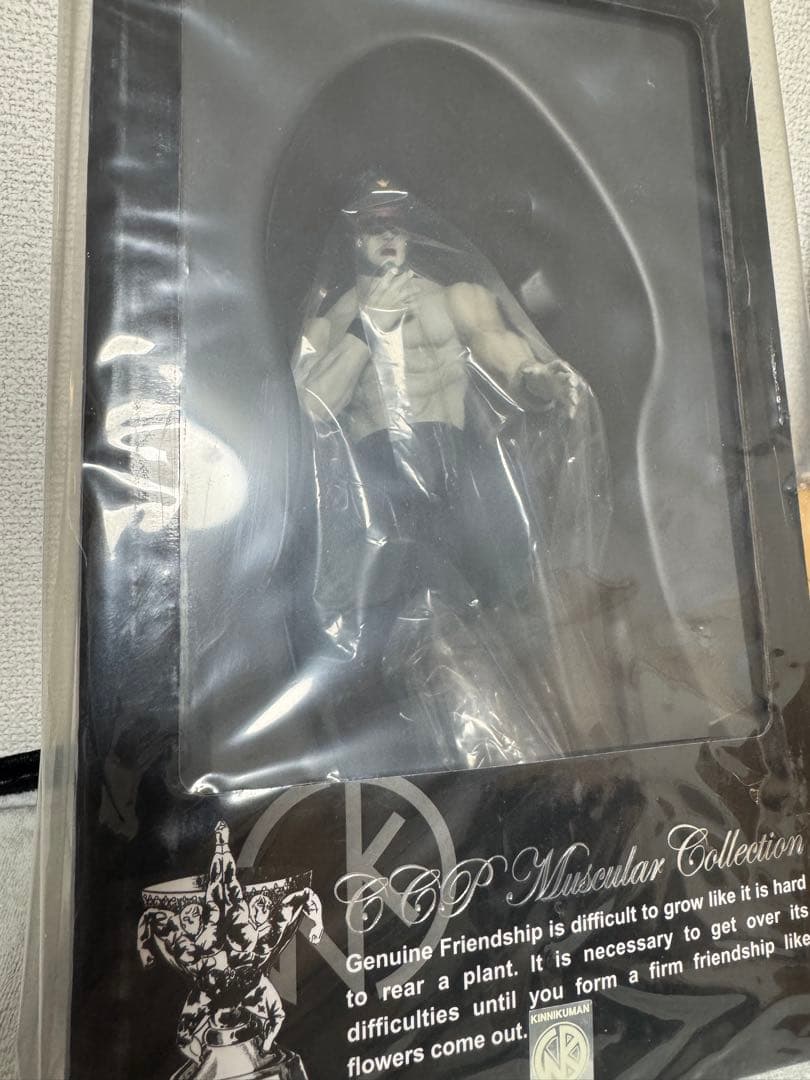 CCP Muscular Collection
Genuine Friendship is difficult to grow like it is hard
to rear a plant. It is necessary to get over its
difficulties until you form a firm friendship like
flowers come out.
KINNIKUMAN